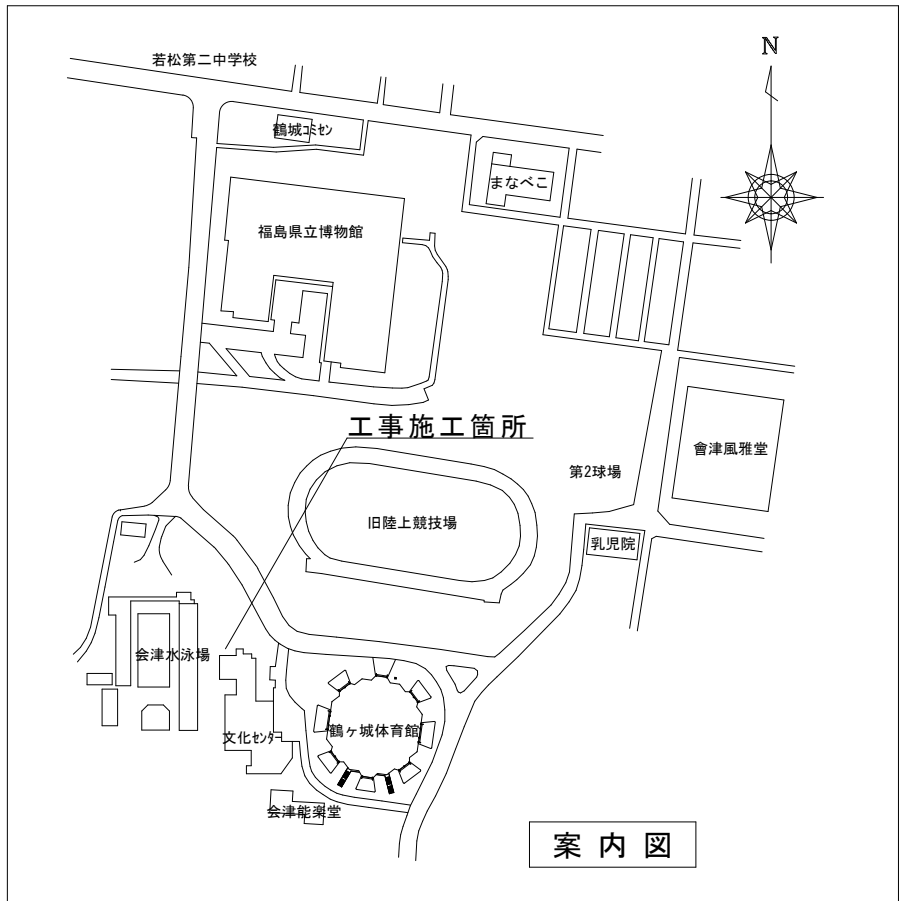 若松第二中学校
N
鶴城コミセン
まなべこ
福島県立博物館
工事施工箇所
會津風雅堂
第2球場
旧陸上競技場
乳児院
会津水泳場
鶴ヶ城体育館
文化センター
会津能楽堂
案内図